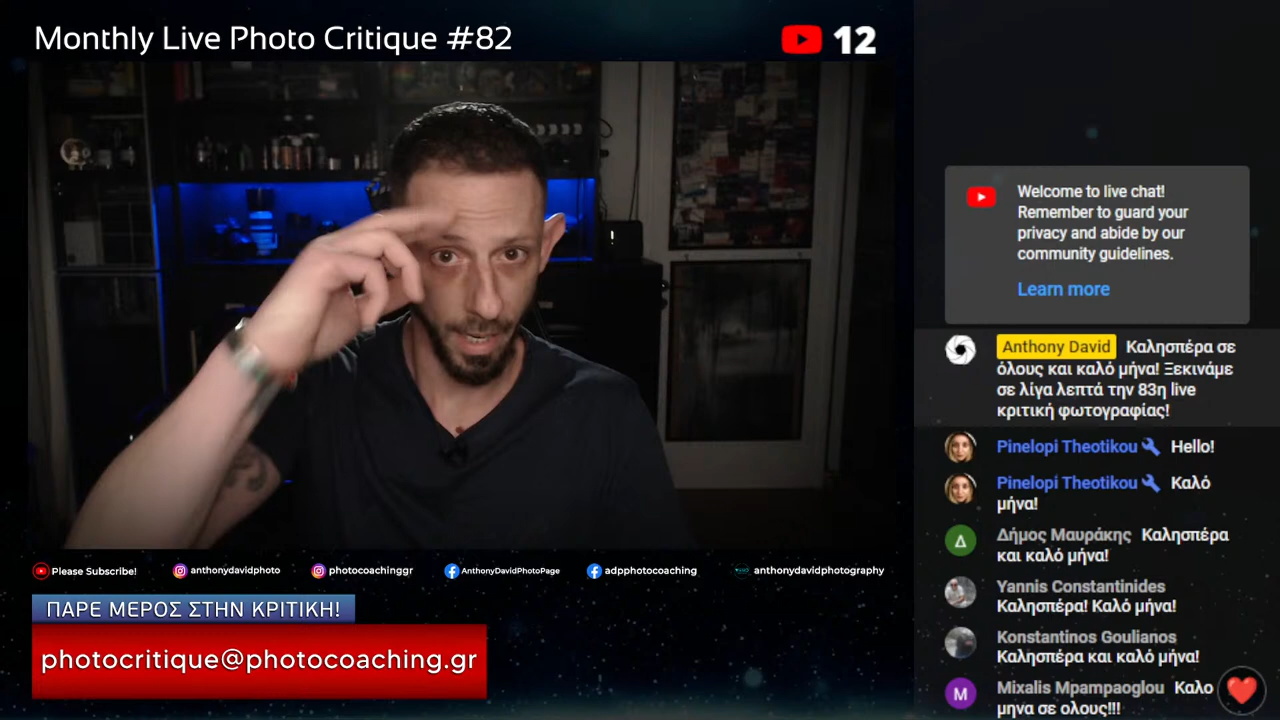 Monthly Live Photo Critique #82
12
Welcome to live chat!
Remember to guard your
privacy and abide by our
community guidelines.
Learn more
Anthony David Καλησπέρα σε
όλους και καλό μήνα! Ξεκινάμε
σε λίγα λεπτά την 83η live
κριτική φωτογραφίας!
Pinelopi Theotikou Hello!
Pinelopi Theotikou Καλό
μήνα!
Δ
Δήμος Μαυράκης Καλησπέρα
και καλό μήνα!
Yannis Constantinides
Καλησπέρα! Καλό μήνα!
Konstantinos Goulianos
Καλησπέρα και καλό μήνα!
M
Mixalis Mpampaoglou Καλο
μηνα σε ολους!!!
Please Subscribe!
anthonydavidphoto
photocoachinggr
AnthonyDavidPhotoPage
adpphotocoaching
anthonydavidphotography
ΠΑΡΕ ΜΕΡΟΣ ΣΤΗΝ ΚΡΙΤΙΚΗ!
photocritique@photocoaching.gr